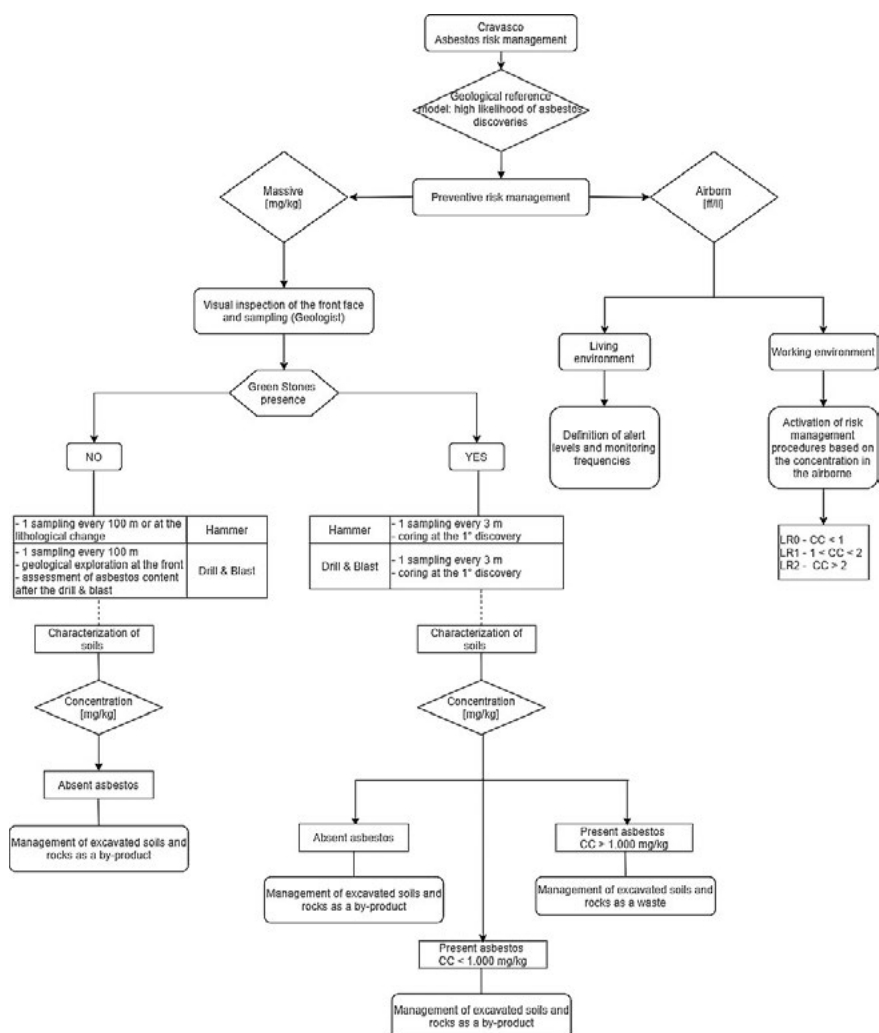 Cravasco
Asbestos risk management
Geological reference
model: high likelihood of asbestos
discoveries
Massive
[mg/kg]
Preventive risk management
Airborn
[ff/l]
Visual inspection of the front face
and sampling (Geologist)
Living
environment
Working environment
Green Stones
presence
Definition of alert
levels and monitoring
frequencies
Activation of risk
management
procedures based on
the concentration in
the airborne
NO
YES
- 1 sampling every 100 m or at the
lithological change
Hammer
- 1 sampling every 100 m
- geological exploration at the front
- assessment of asbestos content
after the drill & blast
Drill & Blast
Hammer
- 1 sampling every 3 m
- coring at the 1° discovery
Drill & Blast
- 1 sampling every 3 m
- coring at the 1° discovery
LR0 - CC < 1
LR1 - 1 < CC < 2
LR2 - CC > 2
Characterization of
soils
Characterization of
soils
Concentration
[mg/kg]
Concentration
[mg/kg]
Absent asbestos
Management of excavated soils and
rocks as a by-product
Absent asbestos
Management of excavated soils and
rocks as a by-product
Present asbestos
CC > 1.000 mg/kg
Management of excavated soils and
rocks as a waste
Present asbestos
CC < 1.000 mg/kg
Management of excavated soils and
rocks as a by-product